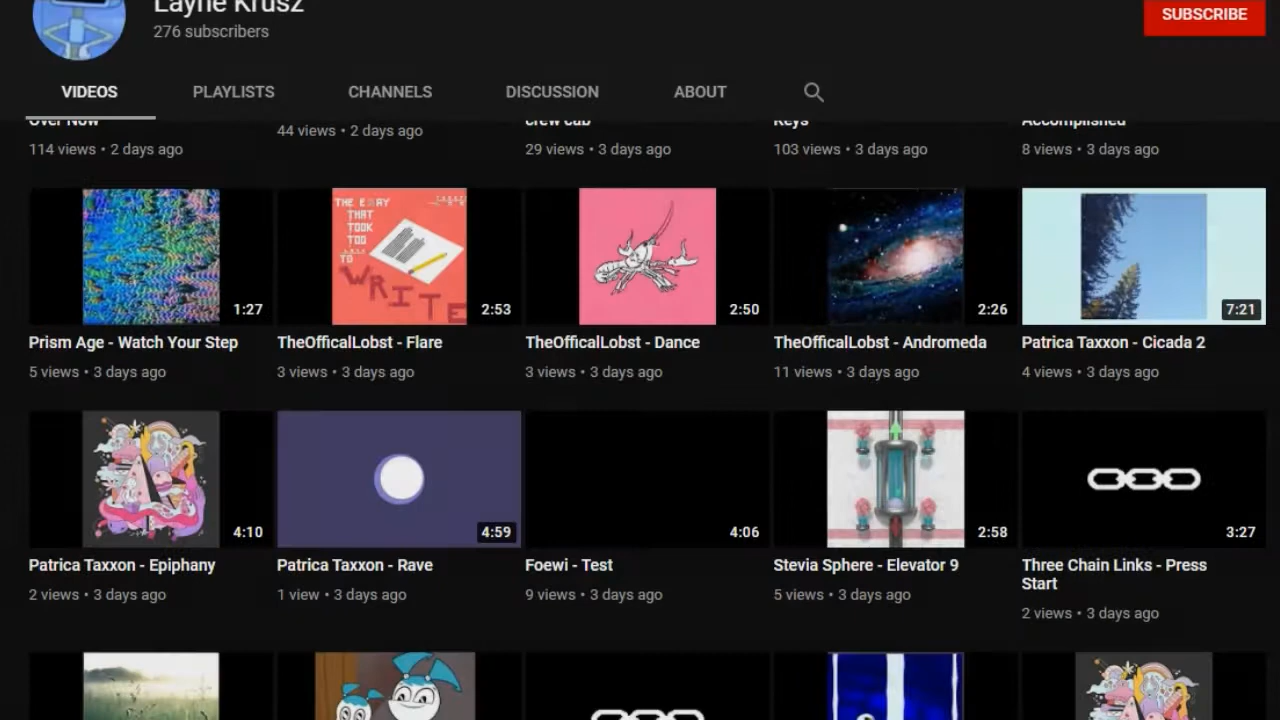 Layne Krusz
276 subscribers
SUBSCRIBE
VIDEOS PLAYLISTS CHANNELS DISCUSSION ABOUT
Over Now
crew cab
Keys
Accomplished
114 views • 2 days ago
44 views • 2 days ago
29 views • 3 days ago
103 views • 3 days ago
8 views • 3 days ago
1:27
THE
THAT
TOOK
TOO
TO
WRITE
2:53
2:50
2:26
7:21
Prism Age - Watch Your Step
TheOfficalLobst - Flare
TheOfficalLobst - Dance
TheOfficalLobst - Andromeda
Patrica Taxxon - Cicada 2
5 views • 3 days ago
3 views • 3 days ago
3 views • 3 days ago
11 views • 3 days ago
4 views • 3 days ago
4:10
4:59
4:06
2:58
3:27
Patrica Taxxon - Epiphany
Patrica Taxxon - Rave
Foewi - Test
Stevia Sphere - Elevator 9
Three Chain Links - Press
Start
2 views • 3 days ago
1 view • 3 days ago
9 views • 3 days ago
5 views • 3 days ago
2 views • 3 days ago